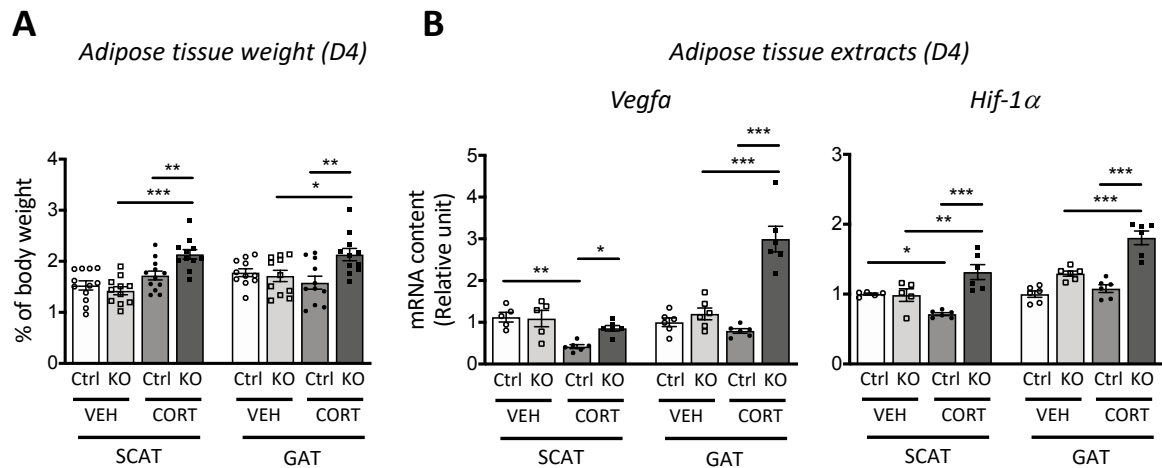 A
B
Adipose tissue weight (D4)
Adipose tissue extracts (D4)
Vegfa
Hif-1α
% of body weight
4
3
2
1
0
** 
***
**
*
Ctrl KO Ctrl KO Ctrl KO Ctrl KO
VEH CORT VEH CORT
SCAT GAT
mRNA content
(Relative unit)
5
4
3
2
1
0
**
*
***
***
Ctrl KO Ctrl KO Ctrl KO Ctrl KO
VEH CORT VEH CORT
SCAT GAT
3
2
1
0
***
**
*
***
***
Ctrl KO Ctrl KO Ctrl KO Ctrl KO
VEH CORT VEH CORT
SCAT GAT